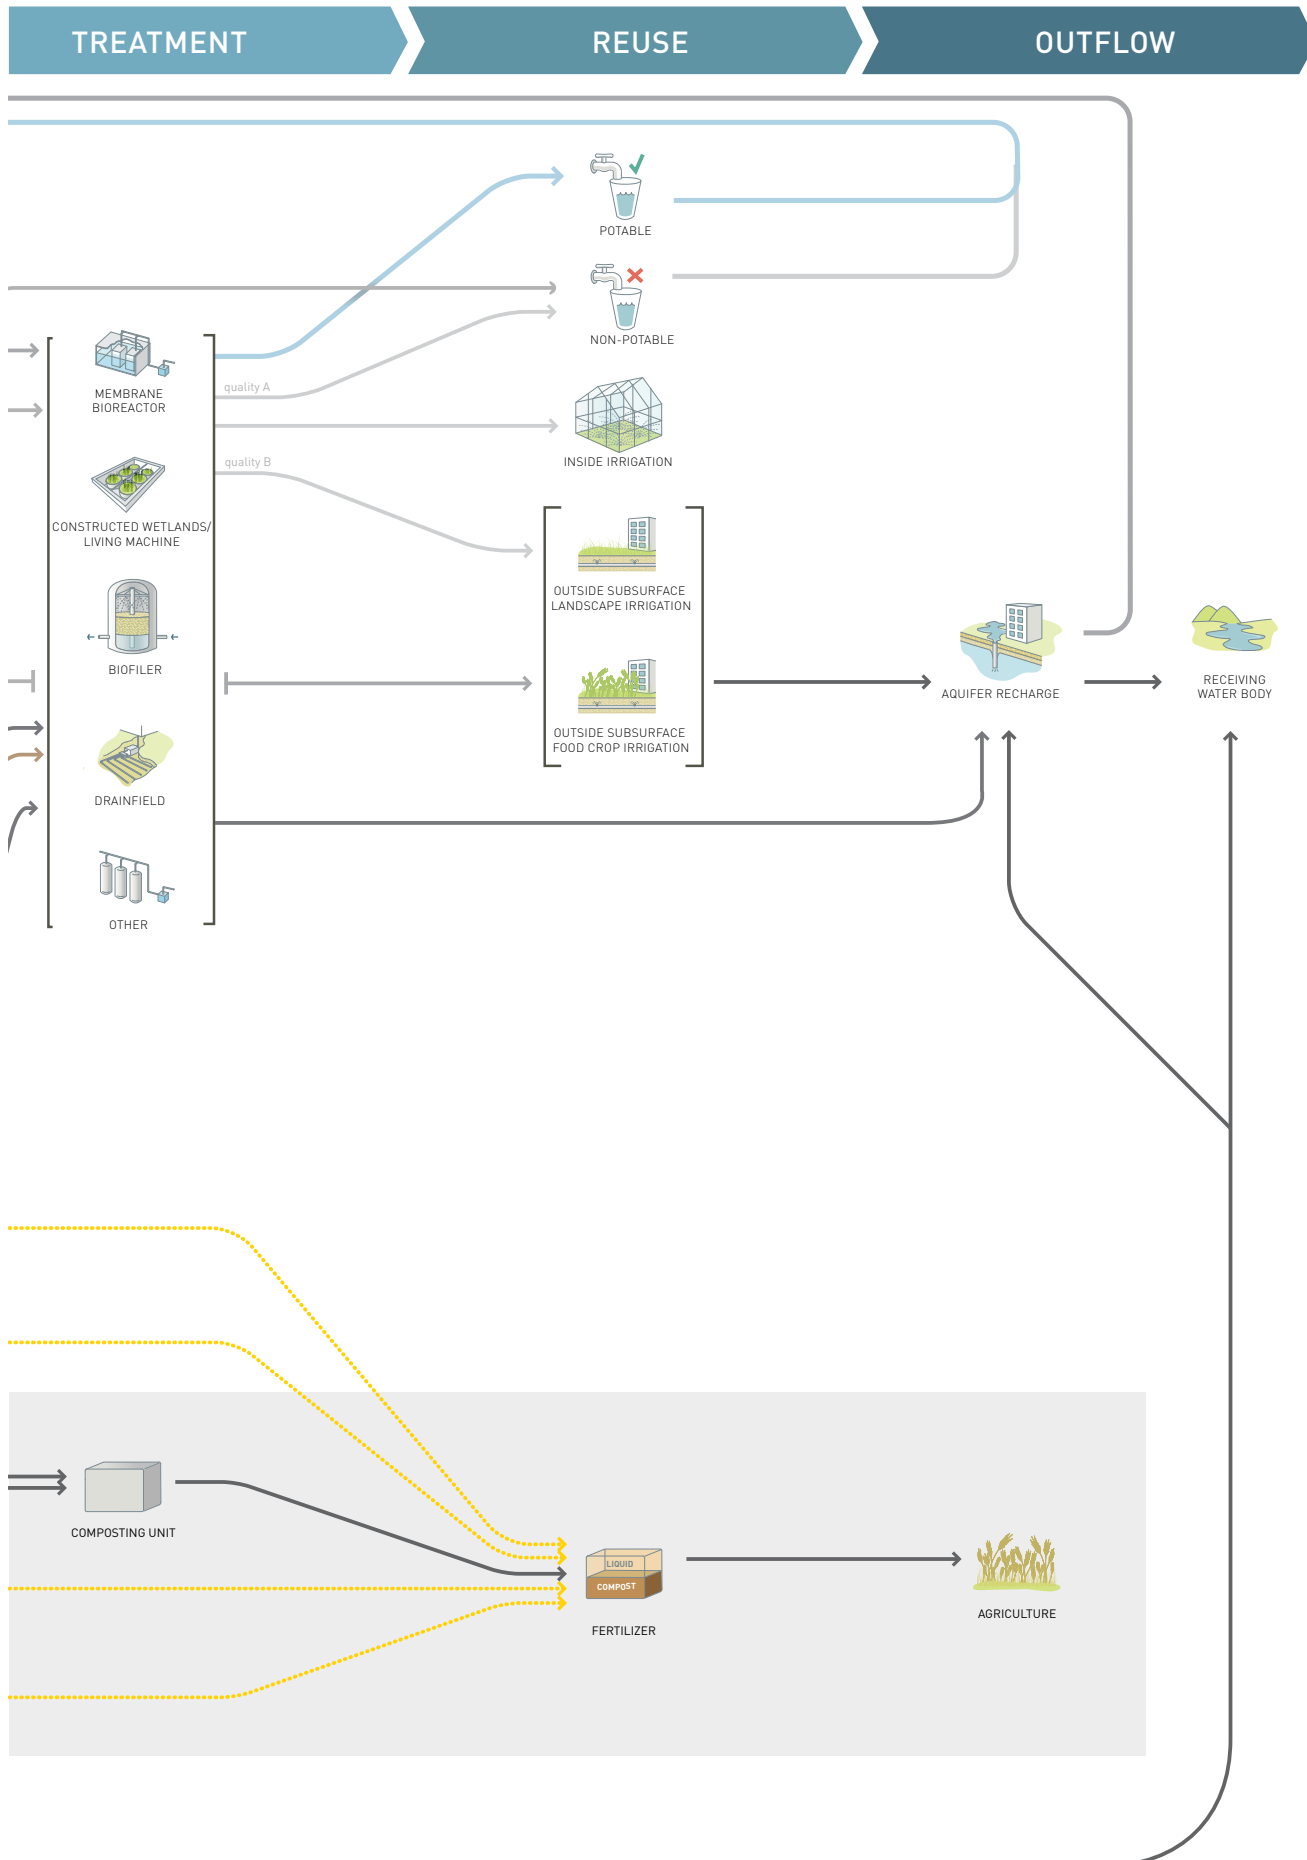 TREATMENT
REUSE
OUTFLOW
POTABLE
NON-POTABLE
MEMBRANE
BIOREACTOR
quality A
INSIDE IRRIGATION
quality B
CONSTRUCTED WETLANDS/
LIVING MACHINE
OUTSIDE SUBSURFACE
LANDSCAPE IRRIGATION
BIOFILER
AQUIFER RECHARGE
RECEIVING
WATER BODY
OUTSIDE SUBSURFACE
FOOD CROP IRRIGATION
DRAINFIELD
OTHER
COMPOSTING UNIT
LIQUID
COMPOST
FERTILIZER
AGRICULTURE